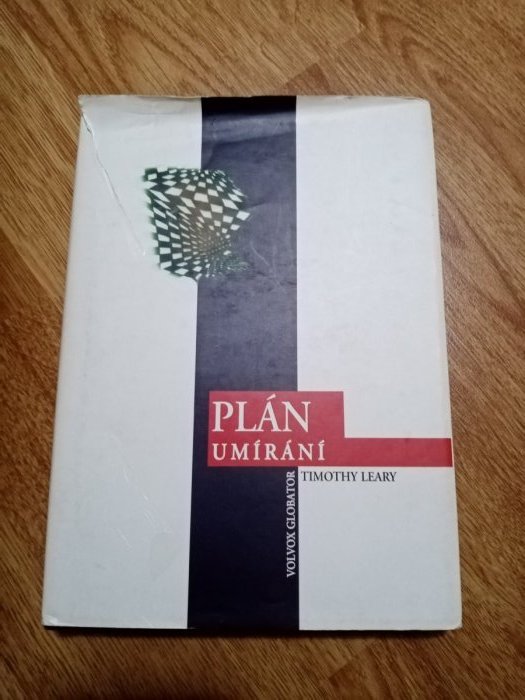 PLÁN
UMÍRÁNÍ
TIMOTHY LEARY
VOLVOX GLOBATOR